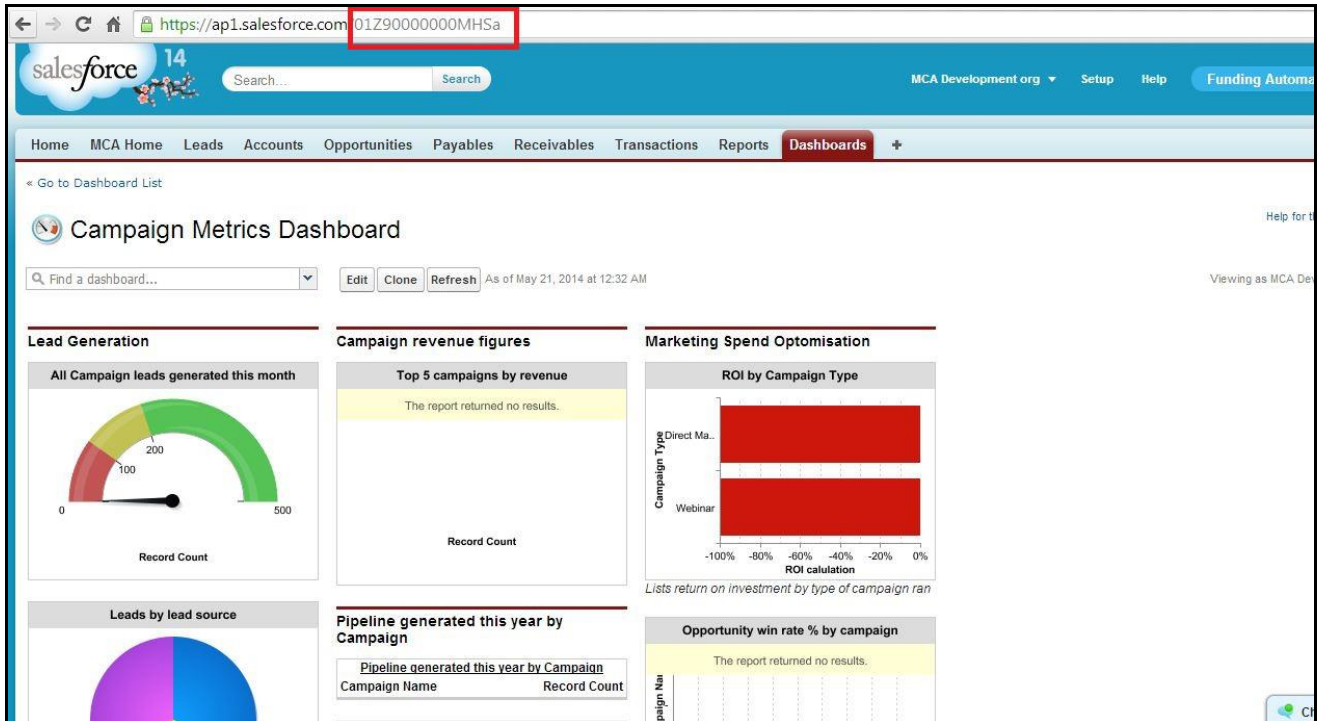 https://ap1.salesforce.com/01Z90000000MHSa
salesforce
14
Search...
Search
MCA Development org
Setup
Help
Funding Automa
Home MCA Home Leads Accounts Opportunities Payables Receivables Transactions Reports Dashboards +
« Go to Dashboard List
Campaign Metrics Dashboard
Help for t
Find a dashboard...
Edit Clone Refresh As of May 21, 2014 at 12:32 AM
Viewing as MCA Dev
Lead Generation
All Campaign leads generated this month
0
100
200
500
Record Count
Leads by lead source
Campaign revenue figures
Top 5 campaigns by revenue
The report returned no results.
Record Count
Pipeline generated this year by
Campaign
Pipeline generated this year by Campaign
Campaign Name Record Count
Marketing Spend Optomisation
ROI by Campaign Type
Campaign Type
Direct Ma..
Webinar
-100% -80% -60% -40% -20% 0%
ROI calulation
Lists return on investment by type of campaign ran
Opportunity win rate % by campaign
The report returned no results.
paign Nai
Ch